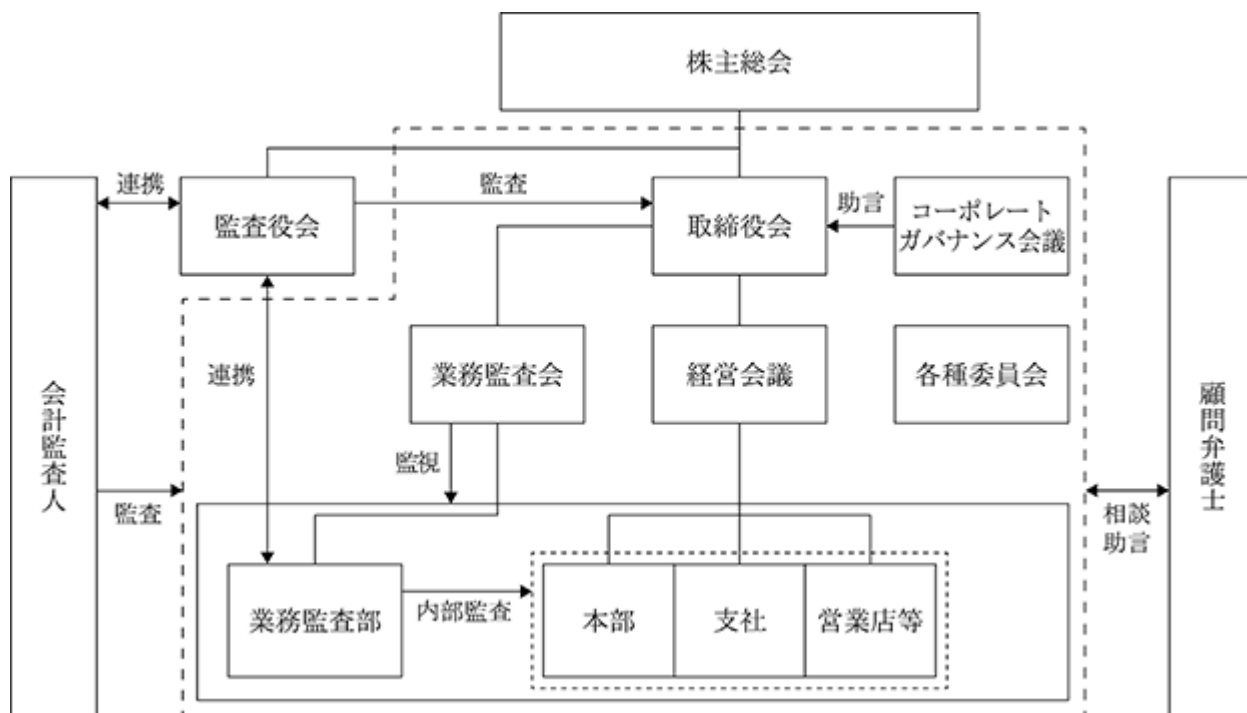 株主総会
連携
監査役会
監査
取締役会
助言
コーポレート
ガバナンス会議
連携
業務監査会
経営会議
各種委員会
監視
会計監査人
監査
顧問弁護士
相談
助言
業務監査部
内部監査
本部
支社
営業店等